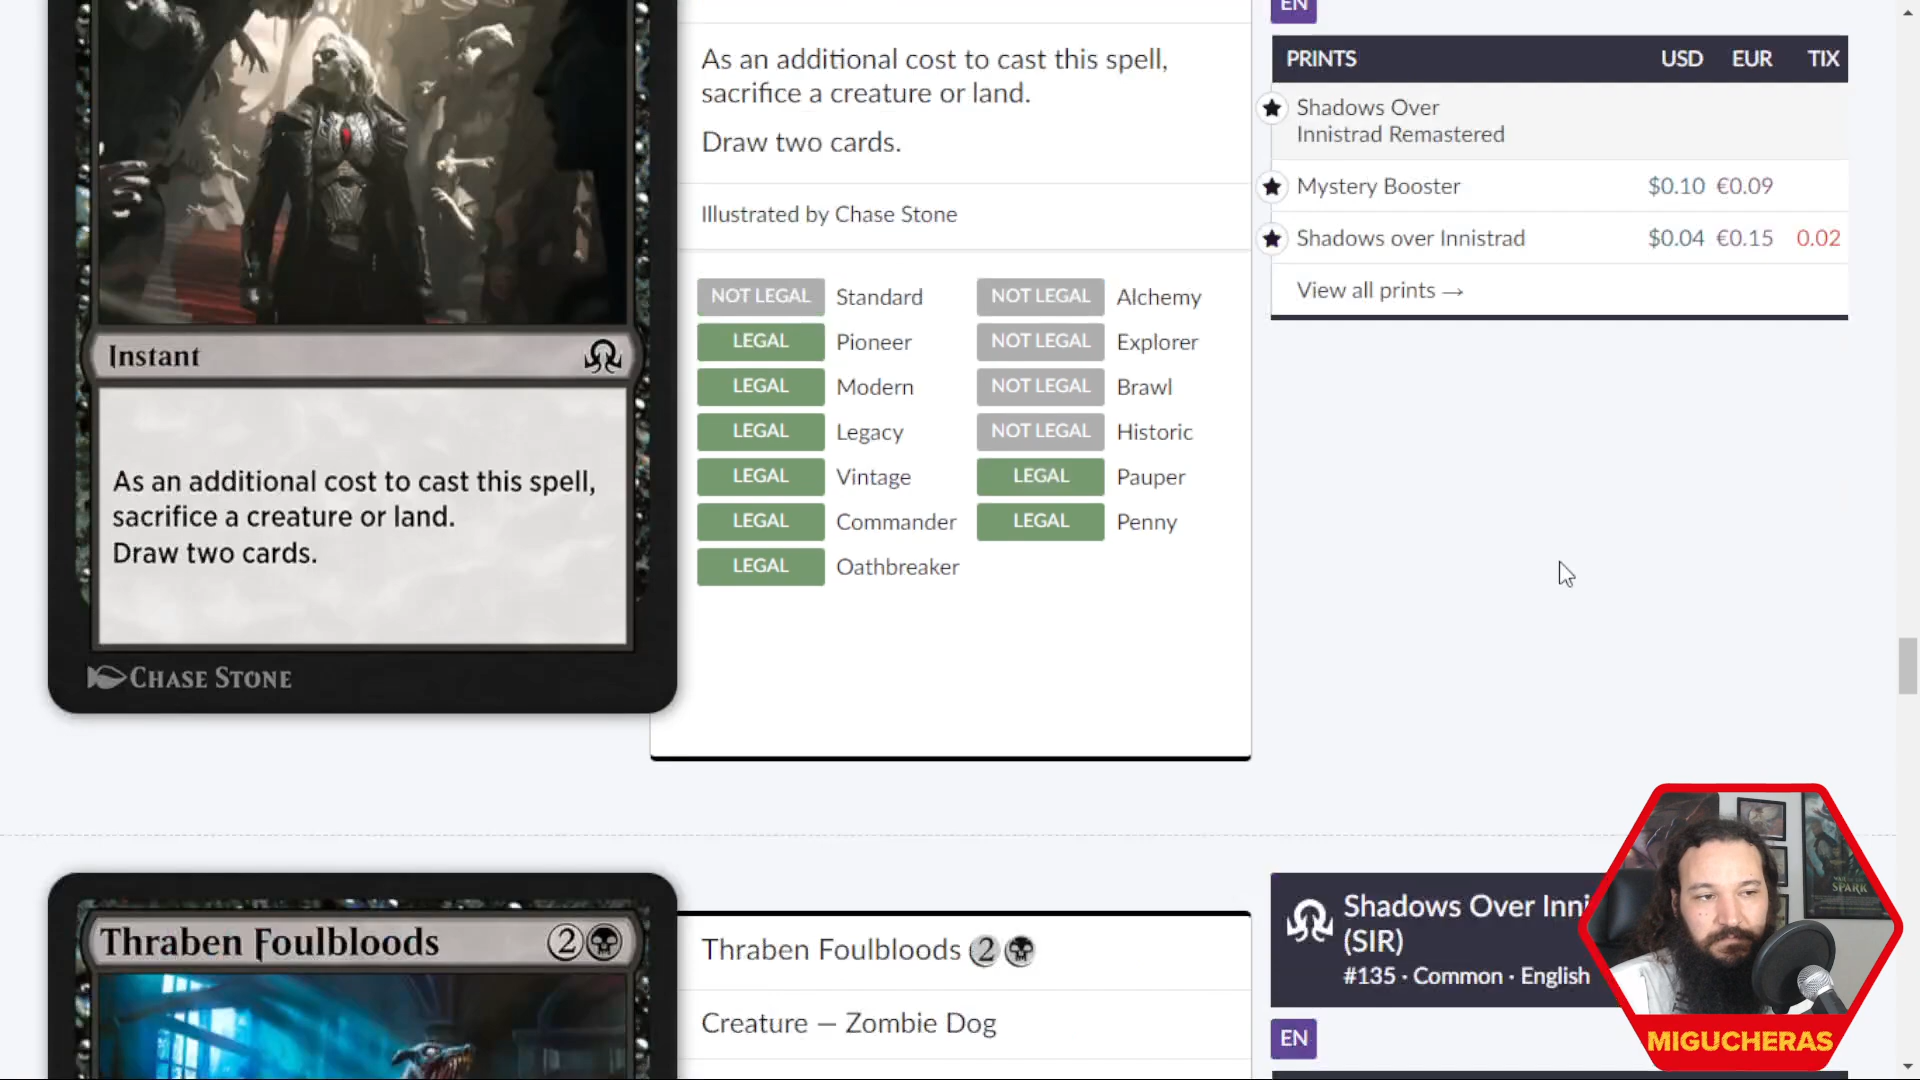 As an additional cost to cast this spell,
sacrifice a creature or land.
Draw two cards.
Illustrated by Chase Stone
NOT LEGAL Standard NOT LEGAL Alchemy
LEGAL Pioneer NOT LEGAL Explorer
LEGAL Modern NOT LEGAL Brawl
LEGAL Legacy NOT LEGAL Historic
LEGAL Vintage LEGAL Pauper
LEGAL Commander LEGAL Penny
LEGAL Oathbreaker
EN
PRINTS USD EUR TIX
Shadows Over
Innistrad Remastered
Mystery Booster $0.10 €0.09
Shadows over Innistrad $0.04 €0.15 0.02
View all prints →
Instant
As an additional cost to cast this spell,
sacrifice a creature or land.
Draw two cards.
CHASE STONE
Thraben Foulbloods 2
Thraben Foulbloods 2
Creature — Zombie Dog
Shadows Over Inni
(SIR)
#135 · Common · English
EN
SPARK
MIGUCHERAS